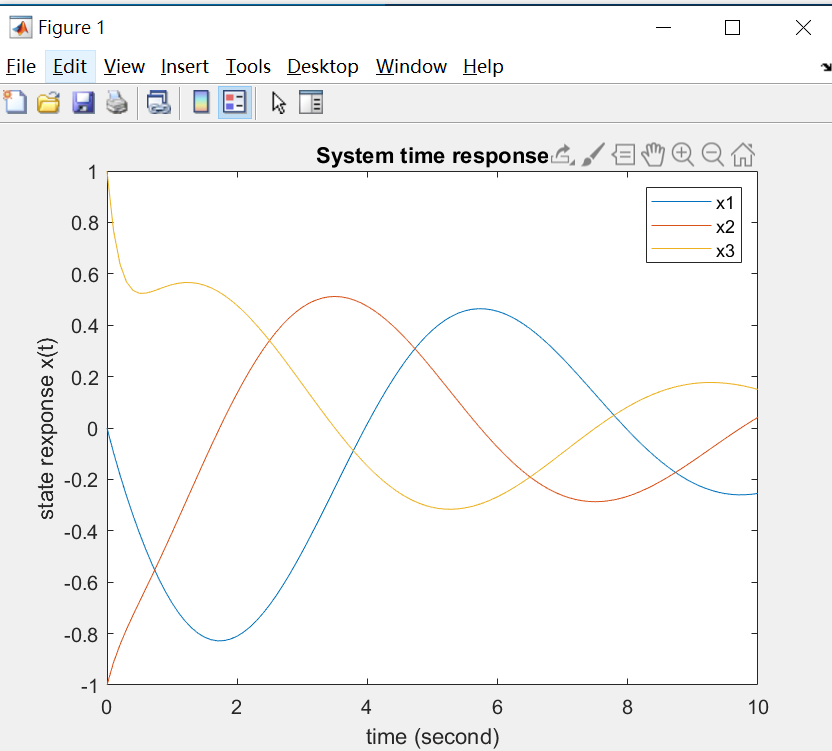 Figure 1
File Edit View Insert Tools Desktop Window Help
System time response
1
0.8
0.6
0.4
0.2
0
-0.2
-0.4
-0.6
-0.8
-1
state rexponse x(t)
x1
x2
x3
0 2 4 6 8 10
time (second)